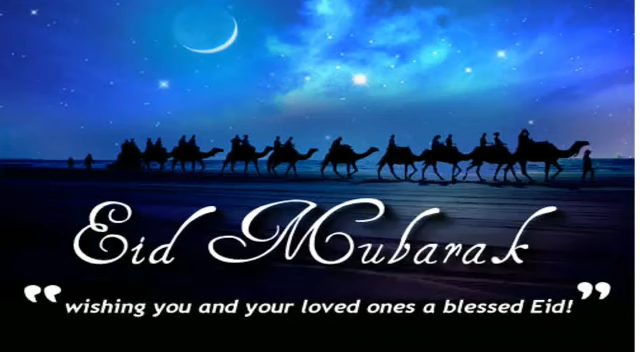 Eid Mubarak
❝ wishing you and your loved ones a blessed Eid! ❞